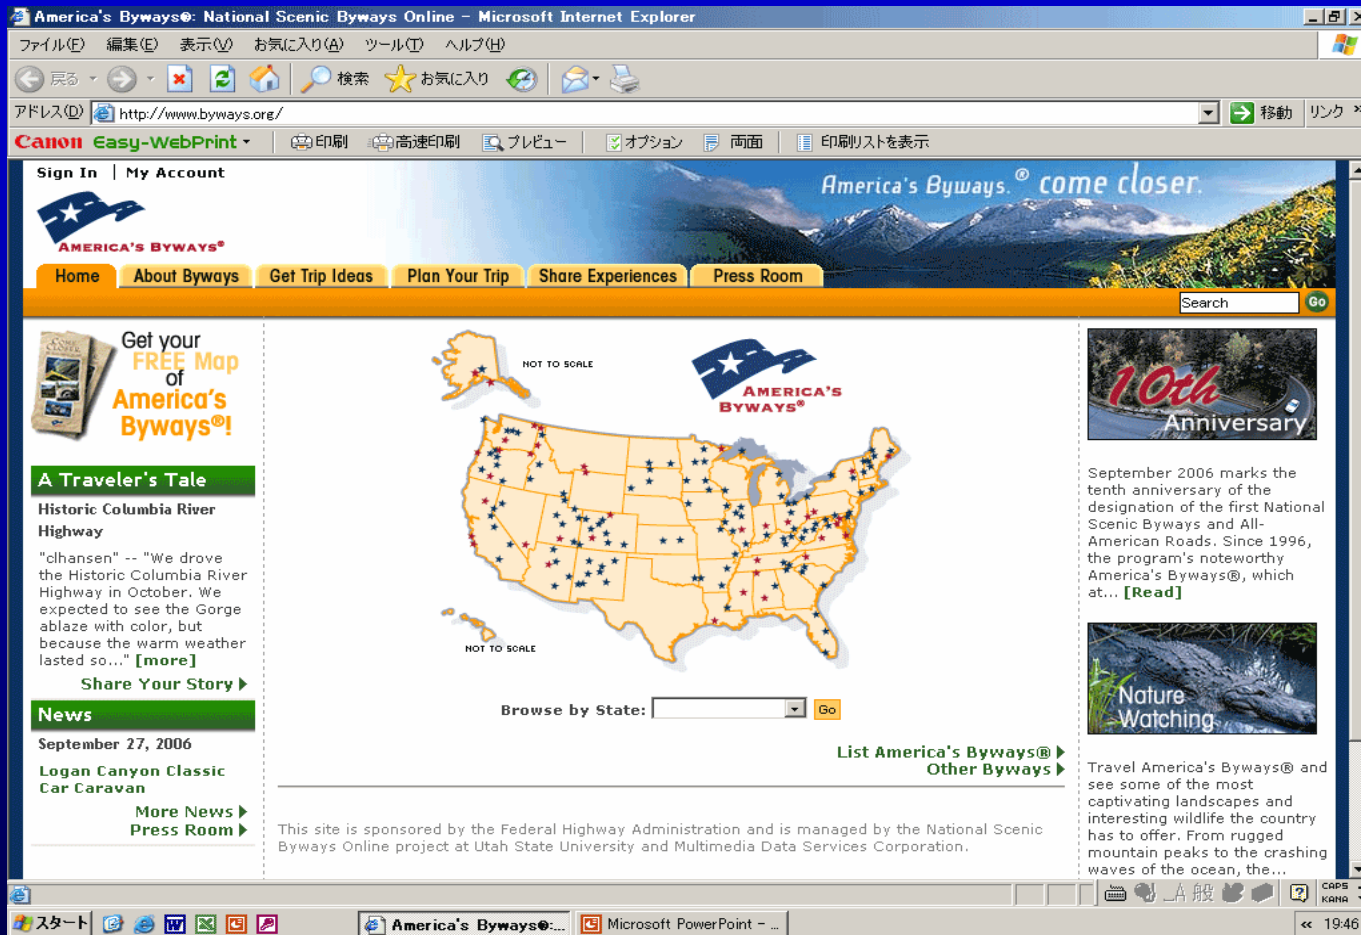 America's Byways®: National Scenic Byways Online - Microsoft Internet Explorer
ファイル(F) 編集(E) 表示(V) お気に入り(A) ツール(T) ヘルプ(H)
戻る 検索 お気に入り
アドレス(D) http://www.byways.org/ 移動 リンク »
Canon Easy-WebPrint 印刷 高速印刷 プレビュー オプション 両面 印刷リストを表示
Sign In | My Account
America's Byways.® come closer.
AMERICA'S BYWAYS®
Home About Byways Get Trip Ideas Plan Your Trip Share Experiences Press Room
Search Go
Get your
FREE Map
of
America's
Byways®!
A Traveler's Tale
Historic Columbia River
Highway
"clhansen" -- "We drove
the Historic Columbia River
Highway in October. We
expected to see the Gorge
ablaze with color, but
because the warm weather
lasted so..." [more]
Share Your Story
News
September 27, 2006
Logan Canyon Classic
Car Caravan
More News
Press Room
NOT TO SCALE
AMERICA'S
BYWAYS®
NOT TO SCALE
Browse by State: Go
List America's Byways®
Other Byways
This site is sponsored by the Federal Highway Administration and is managed by the National Scenic
Byways Online project at Utah State University and Multimedia Data Services Corporation.
10th
Anniversary
September 2006 marks the
tenth anniversary of the
designation of the first National
Scenic Byways and All-
American Roads. Since 1996,
the program's noteworthy
America's Byways®, which
at... [Read]
Nature
Watching
Travel America's Byways® and
see some of the most
captivating landscapes and
interesting wildlife the country
has to offer. From rugged
mountain peaks to the crashing
waves of the ocean, the...
_A 般 CAPS
KANA
スタート America's Byways®:... Microsoft PowerPoint - ... « 19:46